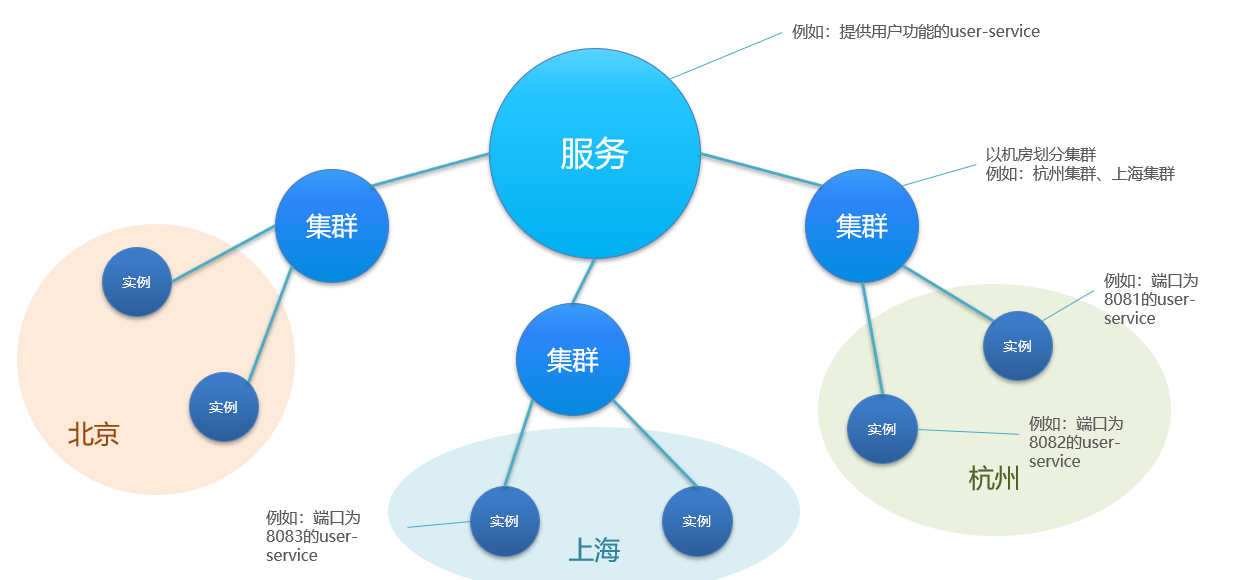 例如：提供用户功能的user-service
服务
以机房划分集群
例如：杭州集群、上海集群
集群
集群
实例
例如：端口为
8081的user-
service
实例
集群
实例
北京
实例
例如：端口为
8082的user-
service
杭州
例如：端口为
8083的user-
service
实例
实例
上海